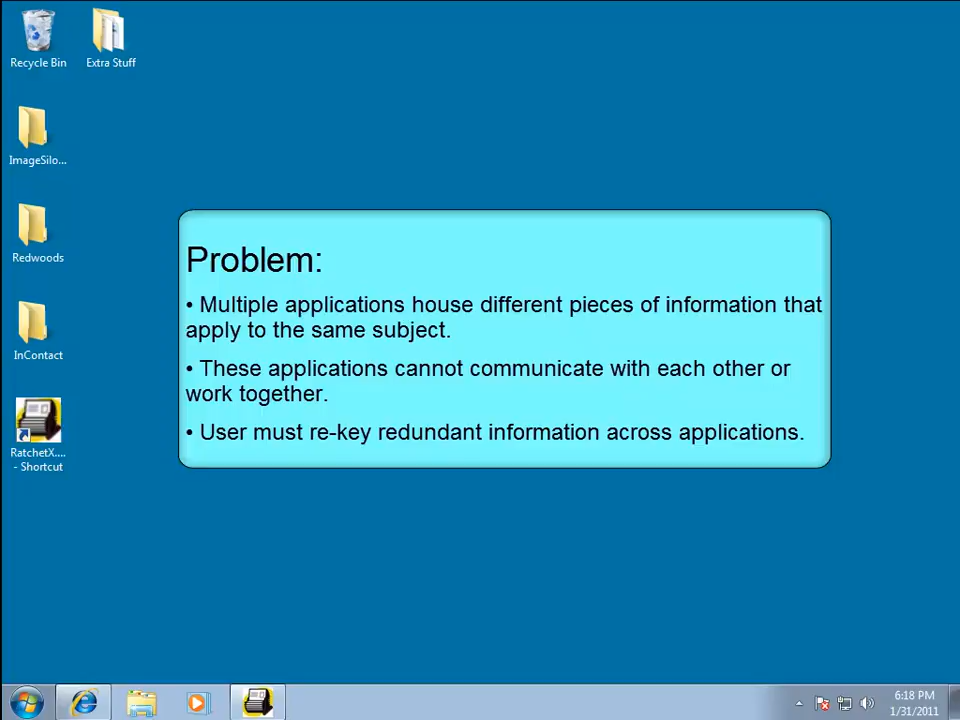 Recycle Bin
Extra Stuff
ImageSilo...
Redwoods
InContact
RatchetX....
- Shortcut
Problem:
• Multiple applications house different pieces of information that
apply to the same subject.
• These applications cannot communicate with each other or
work together.
• User must re-key redundant information across applications.
6:18 PM
1/31/2011